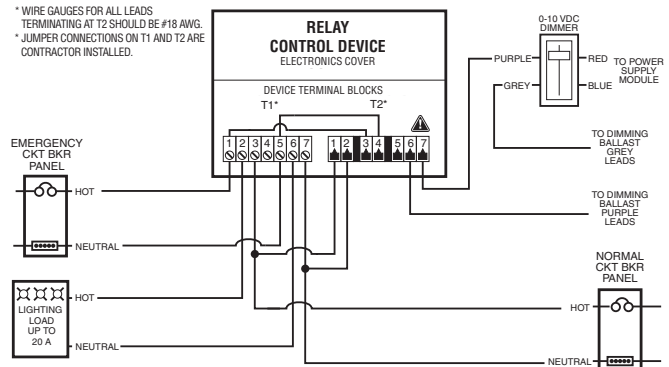 * WIRE GAUGES FOR ALL LEADS
TERMINATING AT T2 SHOULD BE #18 AWG.
* JUMPER CONNECTIONS ON T1 AND T2 ARE
CONTRACTOR INSTALLED.
RELAY
CONTROL DEVICE
ELECTRONICS COVER
DEVICE TERMINAL BLOCKS
T1*
T2*
1 2 3 4 5 6 7
1 2 3 4 5 6 7
0-10 VDC
DIMMER
PURPLE
GREY
RED
BLUE
TO POWER
SUPPLY
MODULE
TO DIMMING
BALLAST
GREY
LEADS
TO DIMMING
BALLAST
PURPLE
LEADS
EMERGENCY
CKT BKR
PANEL
HOT
NEUTRAL
LIGHTING
LOAD
UP TO
20 A
HOT
NEUTRAL
NORMAL
CKT BKR
PANEL
HOT
NEUTRAL